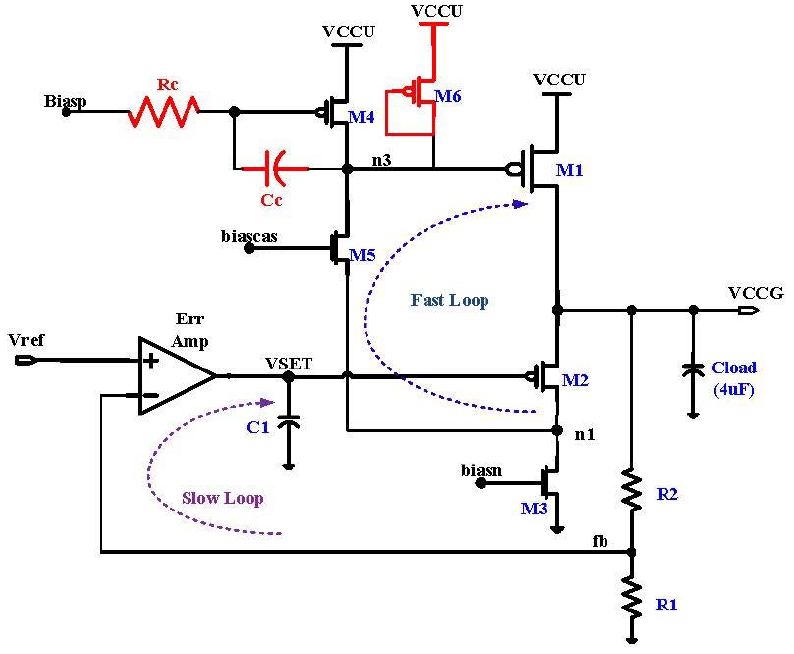 VCCU
VCCU
Rc
M6
VCCU
Biasp
M4
n3
M1
Cc
biascas
M5
Fast Loop
VCCG
Vref
Err
Amp
VSET
M2
Cload
(4uF)
C1
n1
biasn
Slow Loop
M3
R2
fb
R1